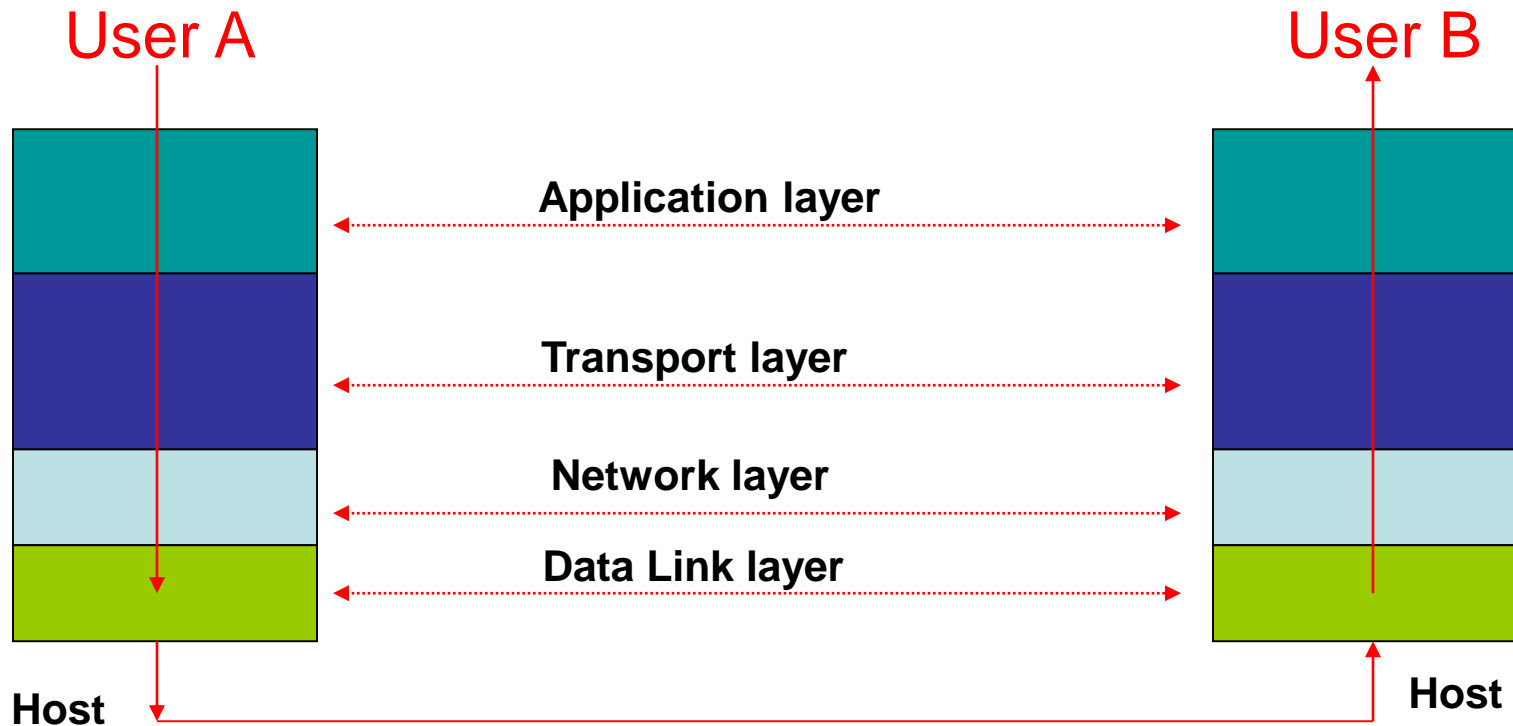 User A
User B
Application layer
Transport layer
Network layer
Data Link layer
Host
Host